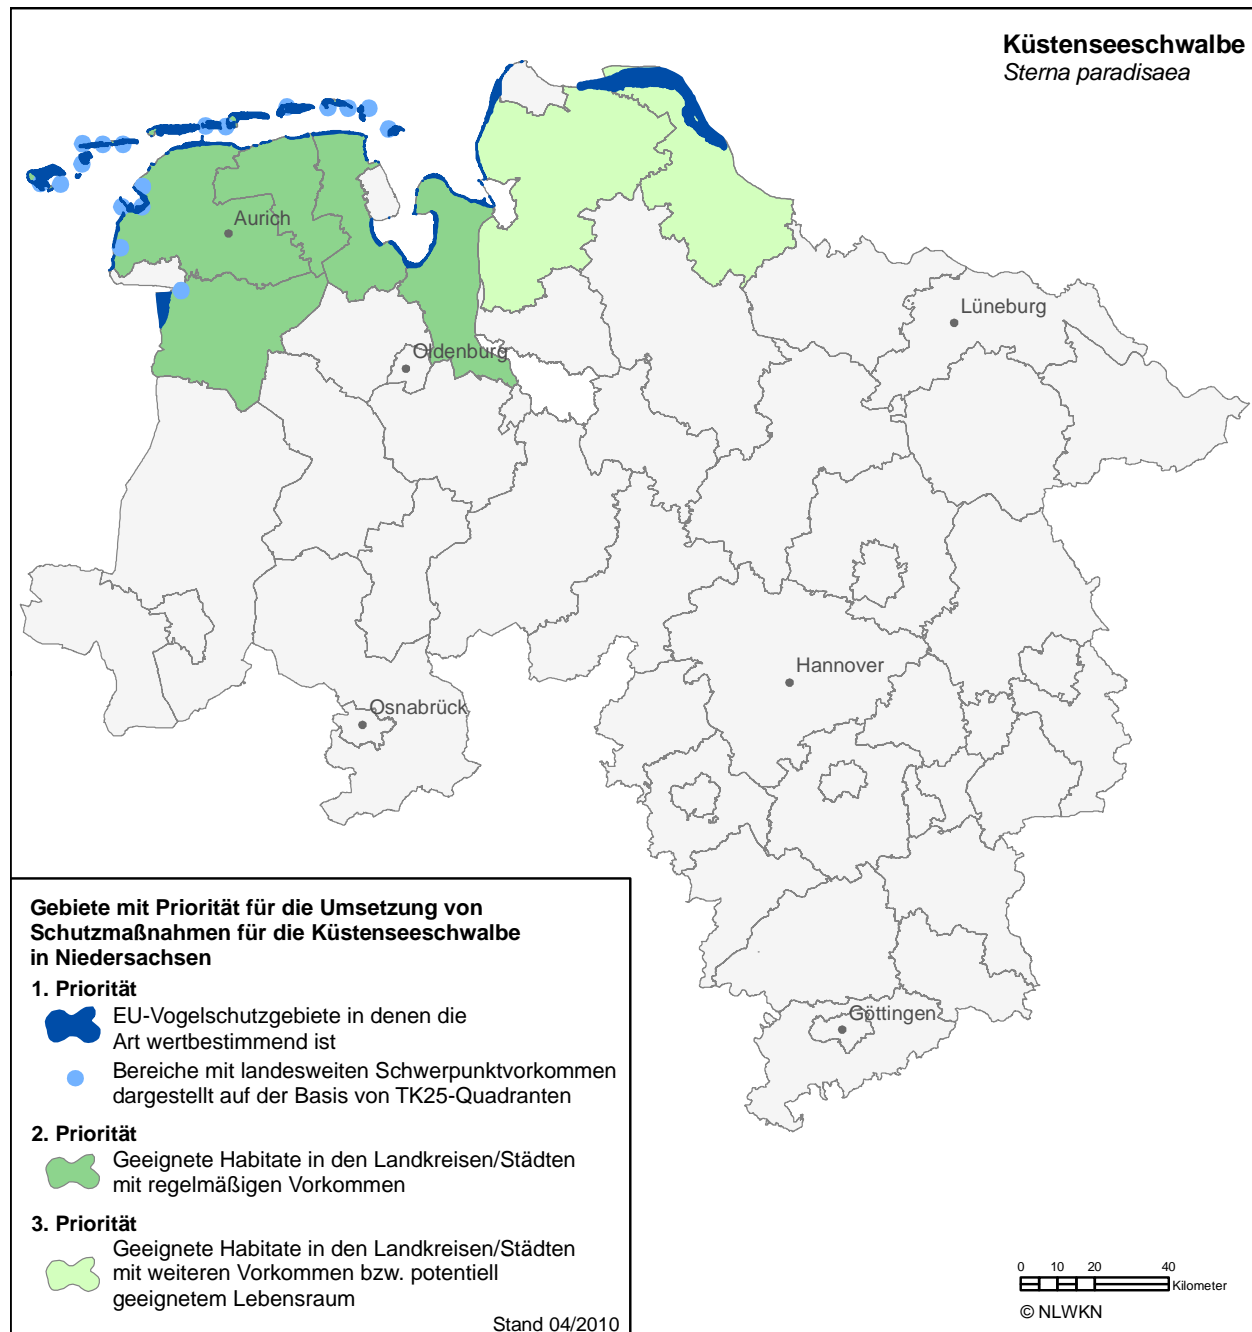 Küstenseeschwalbe
Sterna paradisaea
Aurich
Lüneburg
Oldenburg
Hannover
Osnabrück
Göttingen
Gebiete mit Priorität für die Umsetzung von
Schutzmaßnahmen für die Küstenseeschwalbe
in Niedersachsen
1. Priorität
EU-Vogelschutzgebiete in denen die
Art wertbestimmend ist
Bereiche mit landesweiten Schwerpunktvorkommen
dargestellt auf der Basis von TK25-Quadranten
2. Priorität
Geeignete Habitate in den Landkreisen/Städten
mit regelmäßigen Vorkommen
3. Priorität
Geeignete Habitate in den Landkreisen/Städten
mit weiteren Vorkommen bzw. potentiell
geeignetem Lebensraum
Stand 04/2010
0 10 20 40
Kilometer
© NLWKN